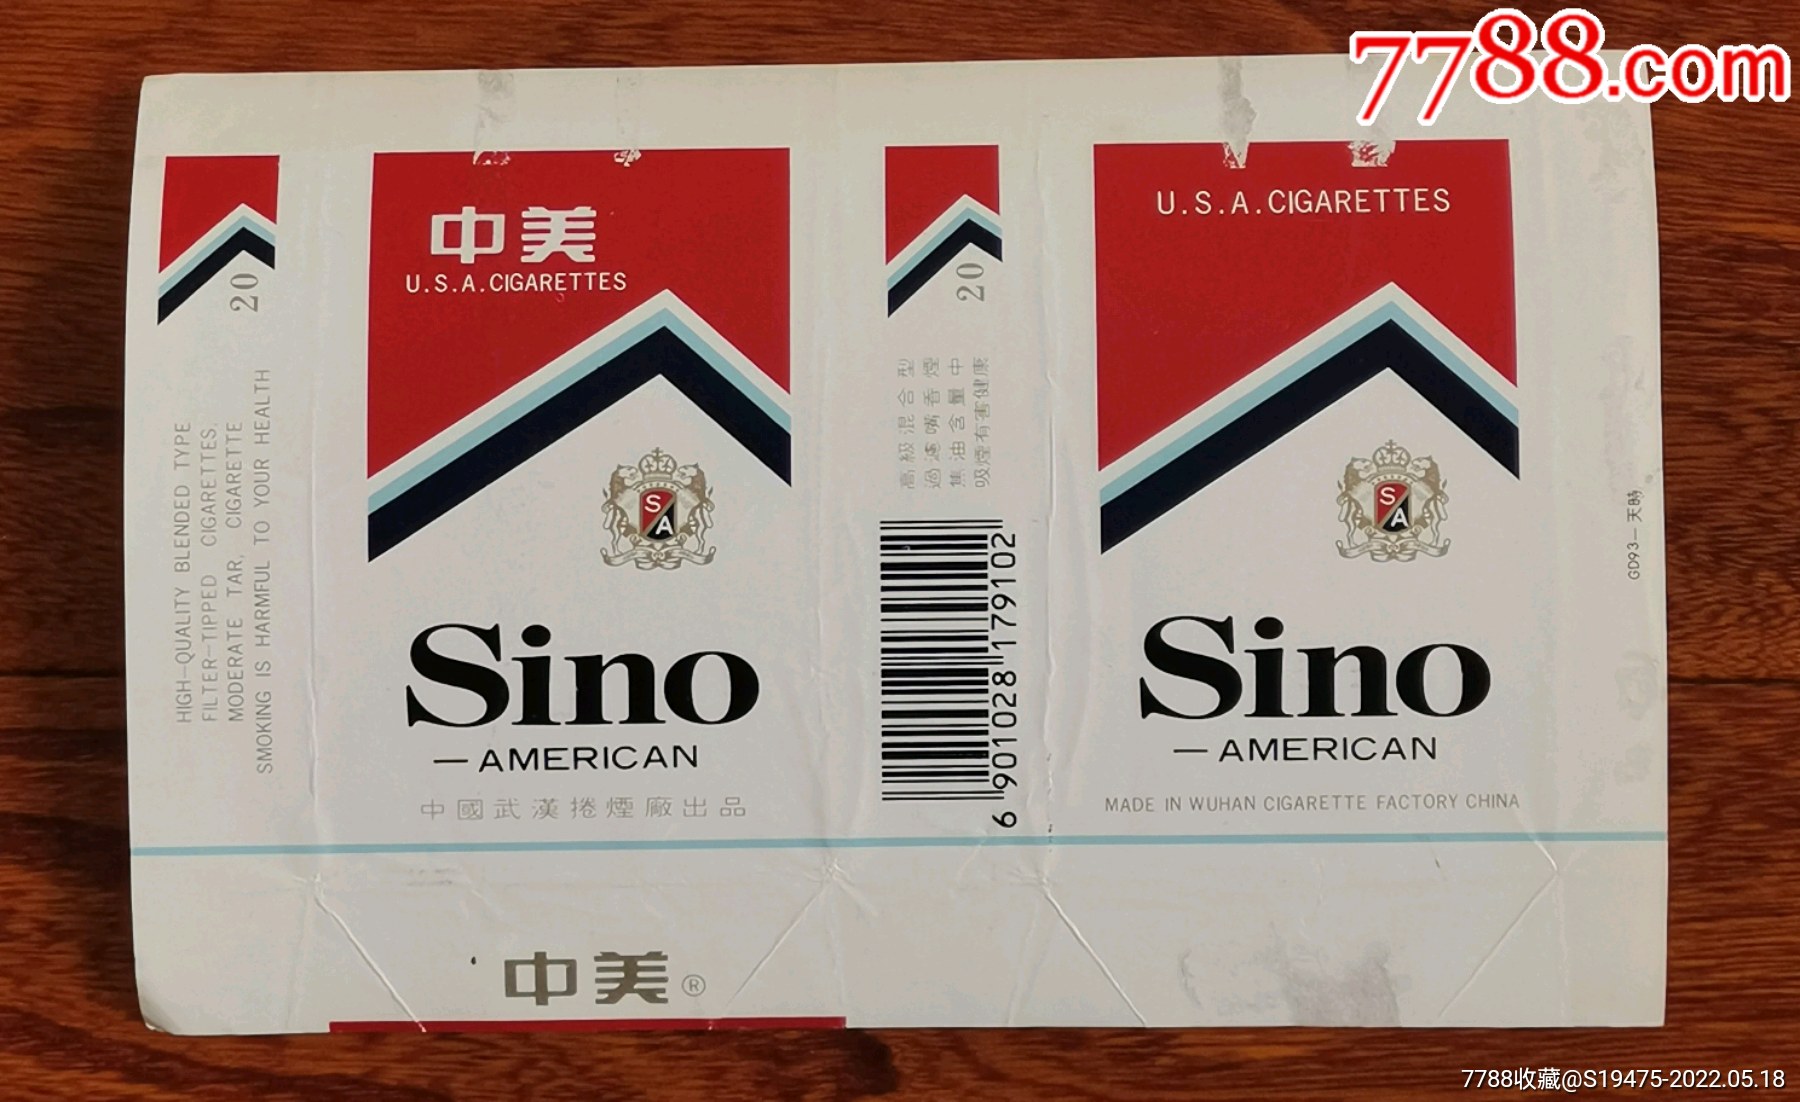 7788.com
20
HIGH-QUALITY BLENDED TYPE
FILTER-TIPPED CIGARETTES.
MODERATE TAR, CIGARETTE
SMOKING IS HARMFUL TO YOUR HEALTH
中美
U.S.A.CIGARETTES
S
A
Sino
—AMERICAN
中國武漢捲煙廠出品
中美®
20
高級混合型
過濾嘴香煙
焦油含量中
吸煙有害健康
6 901028 179102
U.S.A.CIGARETTES
S
A
Sino
—AMERICAN
MADE IN WUHAN CIGARETTE FACTORY CHINA
GD93—天時
7788收藏@S19475-2022.05.18